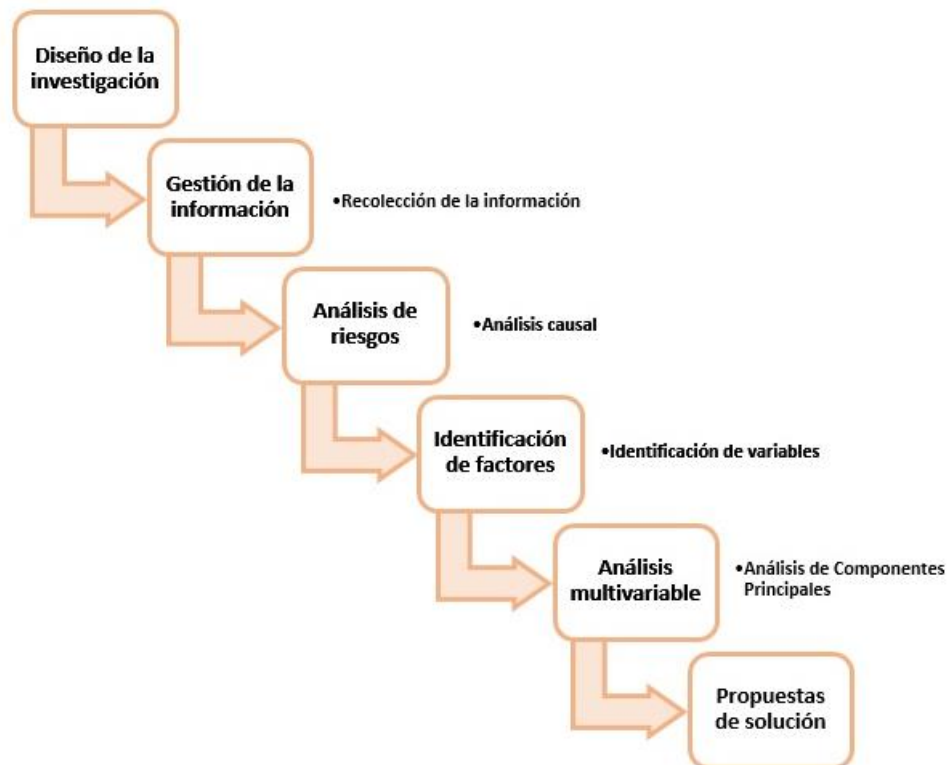 Diseño de la
investigación
Gestión de la
información
•Recolección de la información
Análisis de
riesgos
•Análisis causal
Identificación
de factores
•Identificación de variables
Análisis
multivariable
•Análisis de Componentes
Principales
Propuestas
de solución